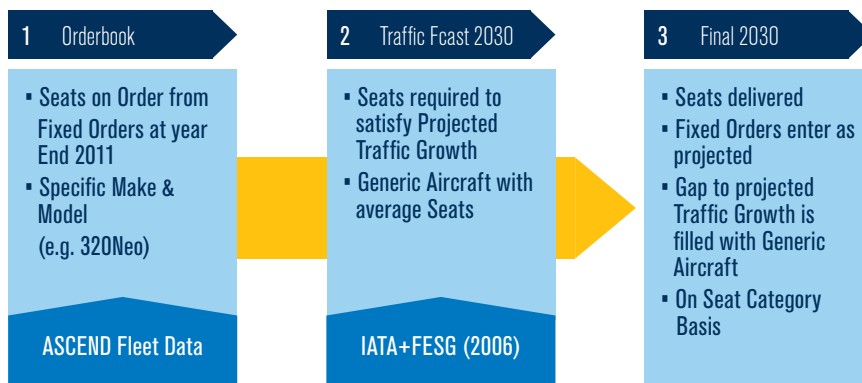 1 Orderbook
▪ Seats on Order from
Fixed Orders at year
End 2011
▪ Specific Make &
Model
(e.g. 320Neo)
ASCEND Fleet Data
2 Traffic Fcast 2030
▪ Seats required to
satisfy Projected
Traffic Growth
▪ Generic Aircraft with
average Seats
IATA+FESG (2006)
3 Final 2030
▪ Seats delivered
▪ Fixed Orders enter as
projected
▪ Gap to projected
Traffic Growth is
filled with Generic
Aircraft
▪ On Seat Category
Basis